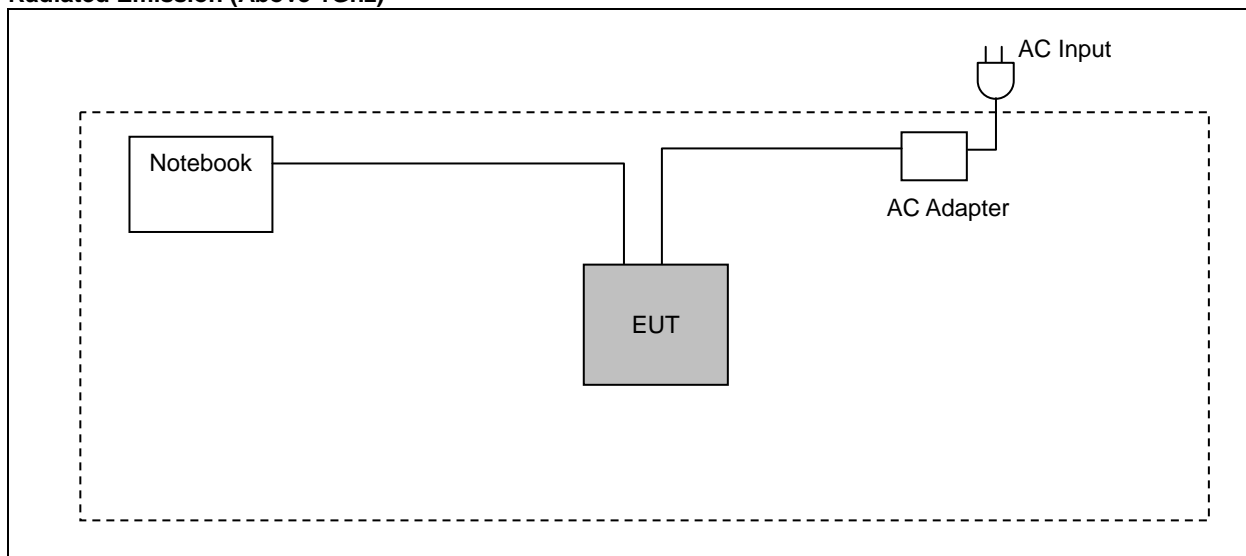 Radiated Emission (Above 1GHz)
AC Input
Notebook
AC Adapter
EUT